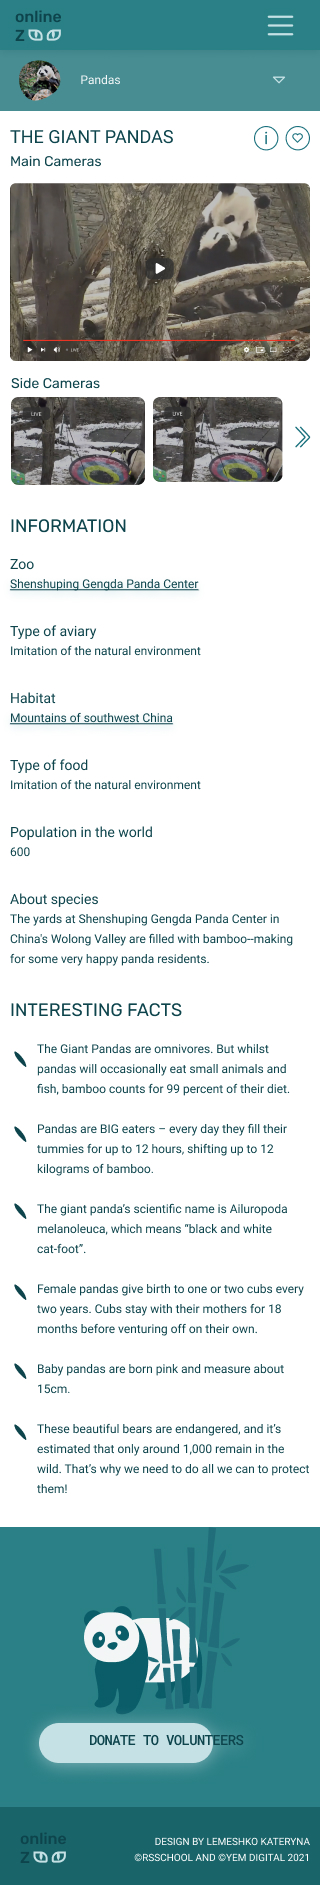 online
zoo
Pandas
THE GIANT PANDAS
i
Main Cameras
LIVE
Side Cameras
LIVE
LIVE
INFORMATION
Zoo
Shenshuping Gengda Panda Center
Type of aviary
Imitation of the natural environment
Habitat
Mountains of southwest China
Type of food
Imitation of the natural environment
Population in the world
600
About species
The yards at Shenshuping Gengda Panda Center in
China's Wolong Valley are filled with bamboo--making
for some very happy panda residents.
INTERESTING FACTS
The Giant Pandas are omnivores. But whilst
pandas will occasionally eat small animals and
fish, bamboo counts for 99 percent of their diet.
Pandas are BIG eaters – every day they fill their
tummies for up to 12 hours, shifting up to 12
kilograms of bamboo.
The giant panda's scientific name is Ailuropoda
melanoleuca, which means “black and white
cat-foot”.
Female pandas give birth to one or two cubs every
two years. Cubs stay with their mothers for 18
months before venturing off on their own.
Baby pandas are born pink and measure about
15cm.
These beautiful bears are endangered, and it's
estimated that only around 1,000 remain in the
wild. That's why we need to do all we can to protect
them!
DONATE TO VOLUNTEERS
online
zoo
DESIGN BY LEMESHKO KATERYNA
©RSSCHOOL AND ©YEM DIGITAL 2021